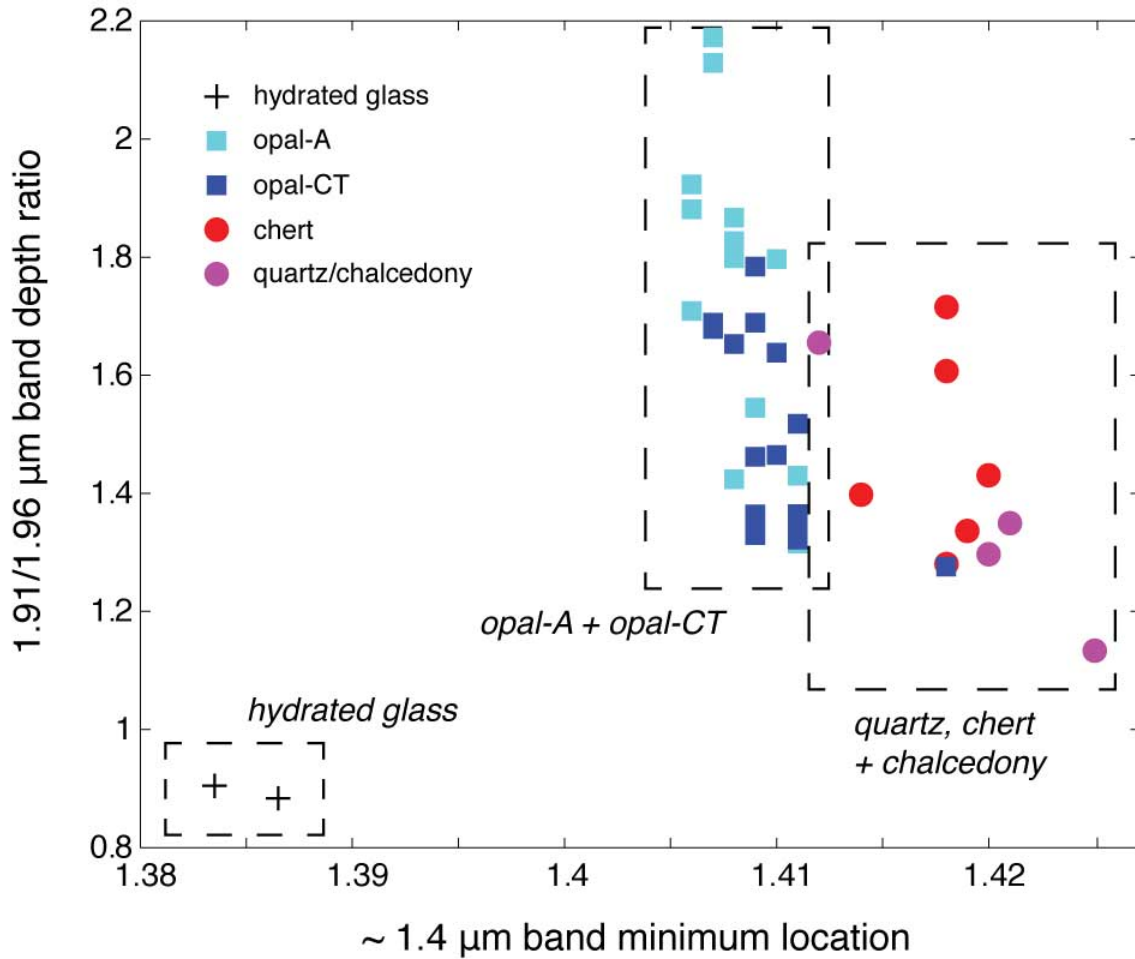 2.2
2
1.8
1.6
1.4
1.2
1
0.8
1.91/1.96 µm band depth ratio
hydrated glass
opal-A
opal-CT
chert
quartz/chalcedony
opal-A + opal-CT
hydrated glass
quartz, chert
+ chalcedony
1.38 1.39 1.4 1.41 1.42
~ 1.4 µm band minimum location